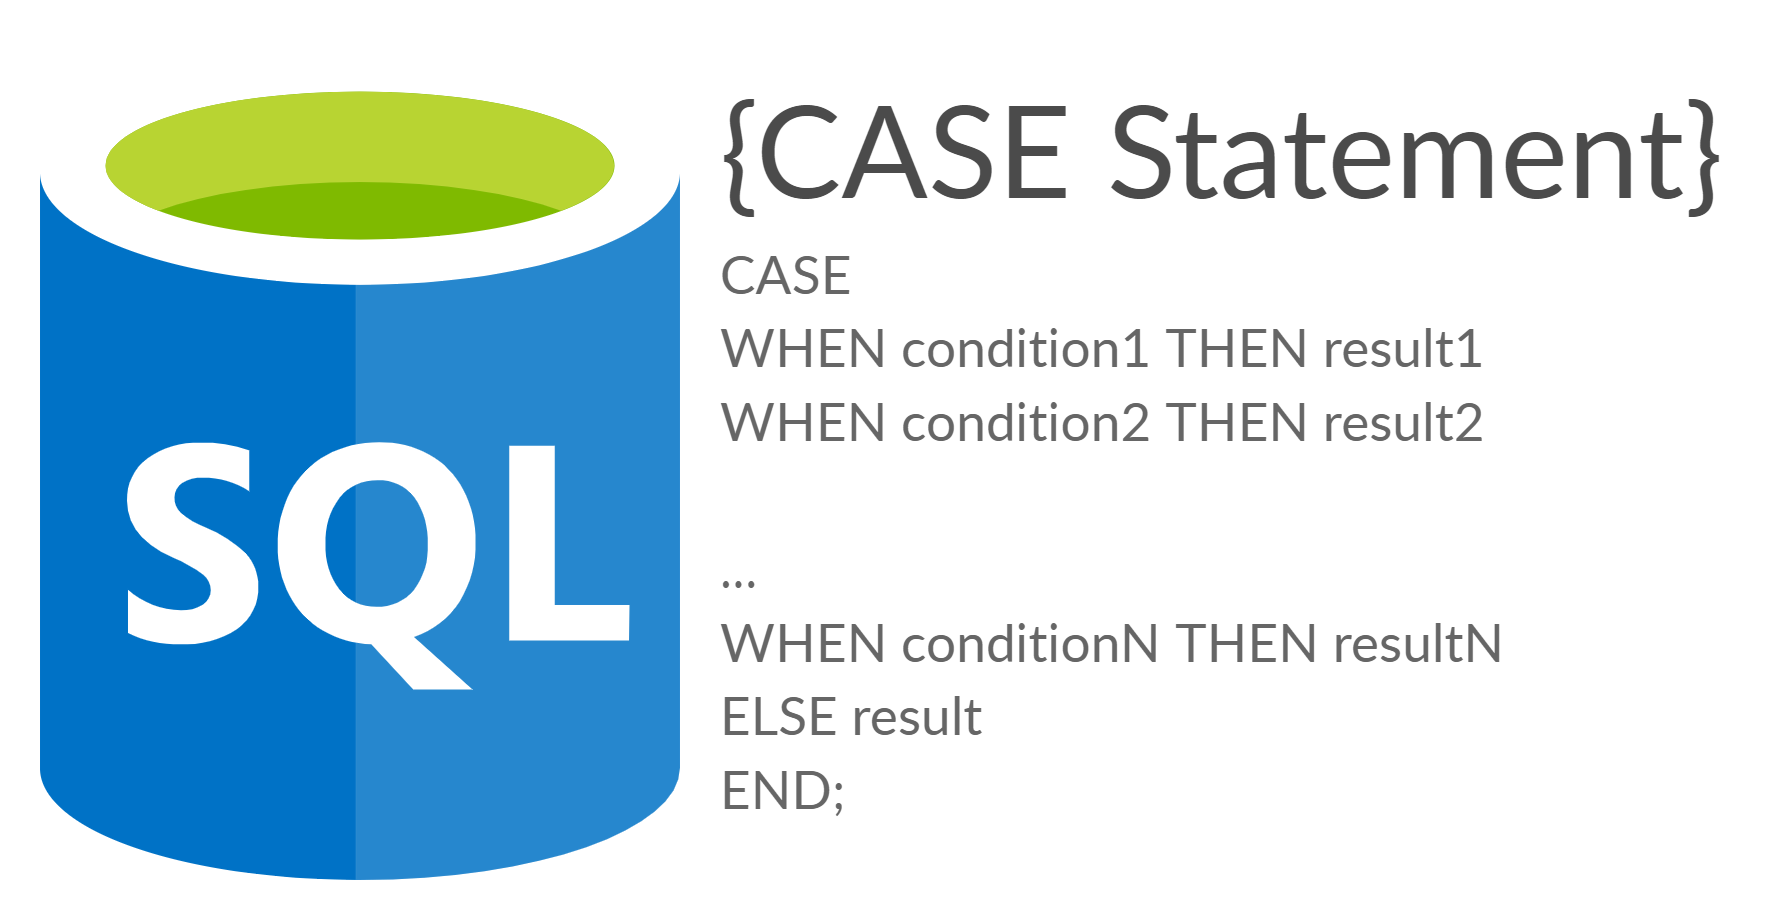 SQL
{CASE Statement}
CASE
WHEN condition1 THEN result1
WHEN condition2 THEN result2
...
WHEN conditionN THEN resultN
ELSE result
END;